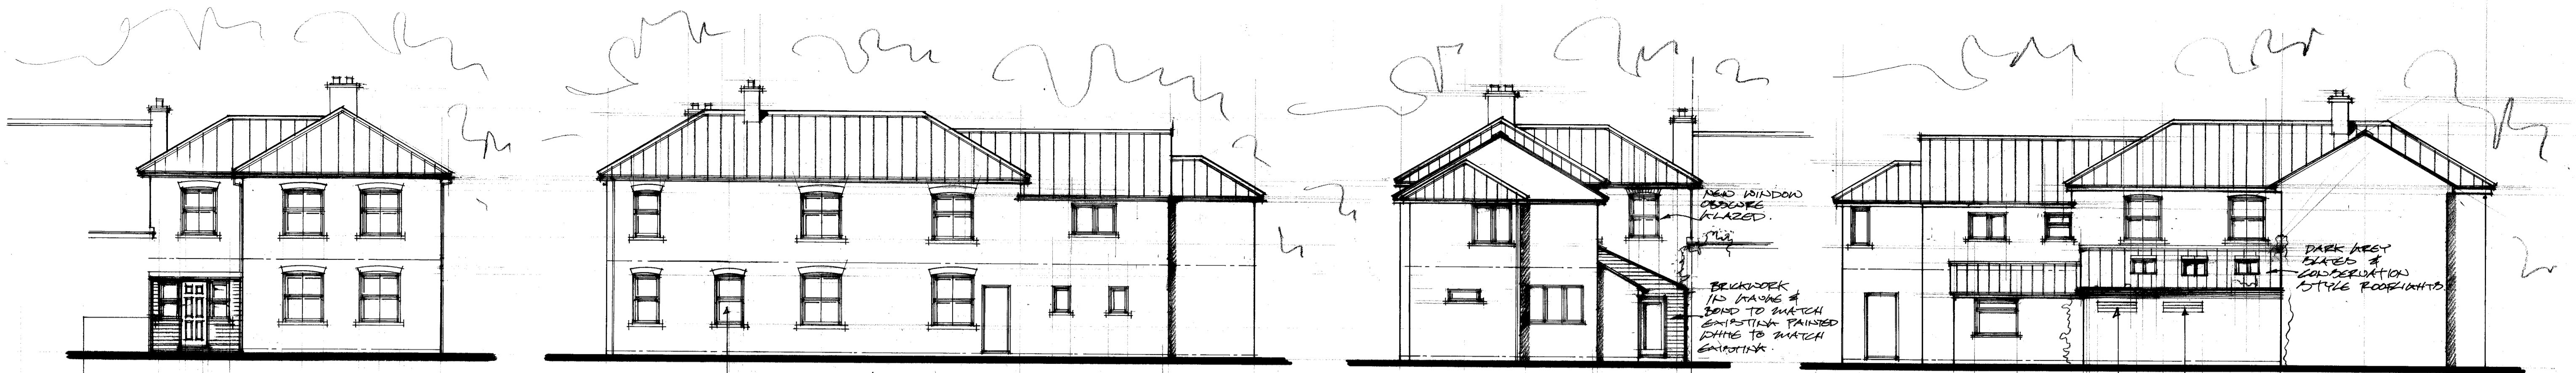 NEW WINDOW
OBSCURE
GLAZED.
BRICKWORK
IN GAUGE &
BOND TO MATCH
EXISTING PAINTED
WHITE TO MATCH
EXISTING.
DARK GREY
SLATES &
CONSERVATION
STYLE ROOFLIGHTS.